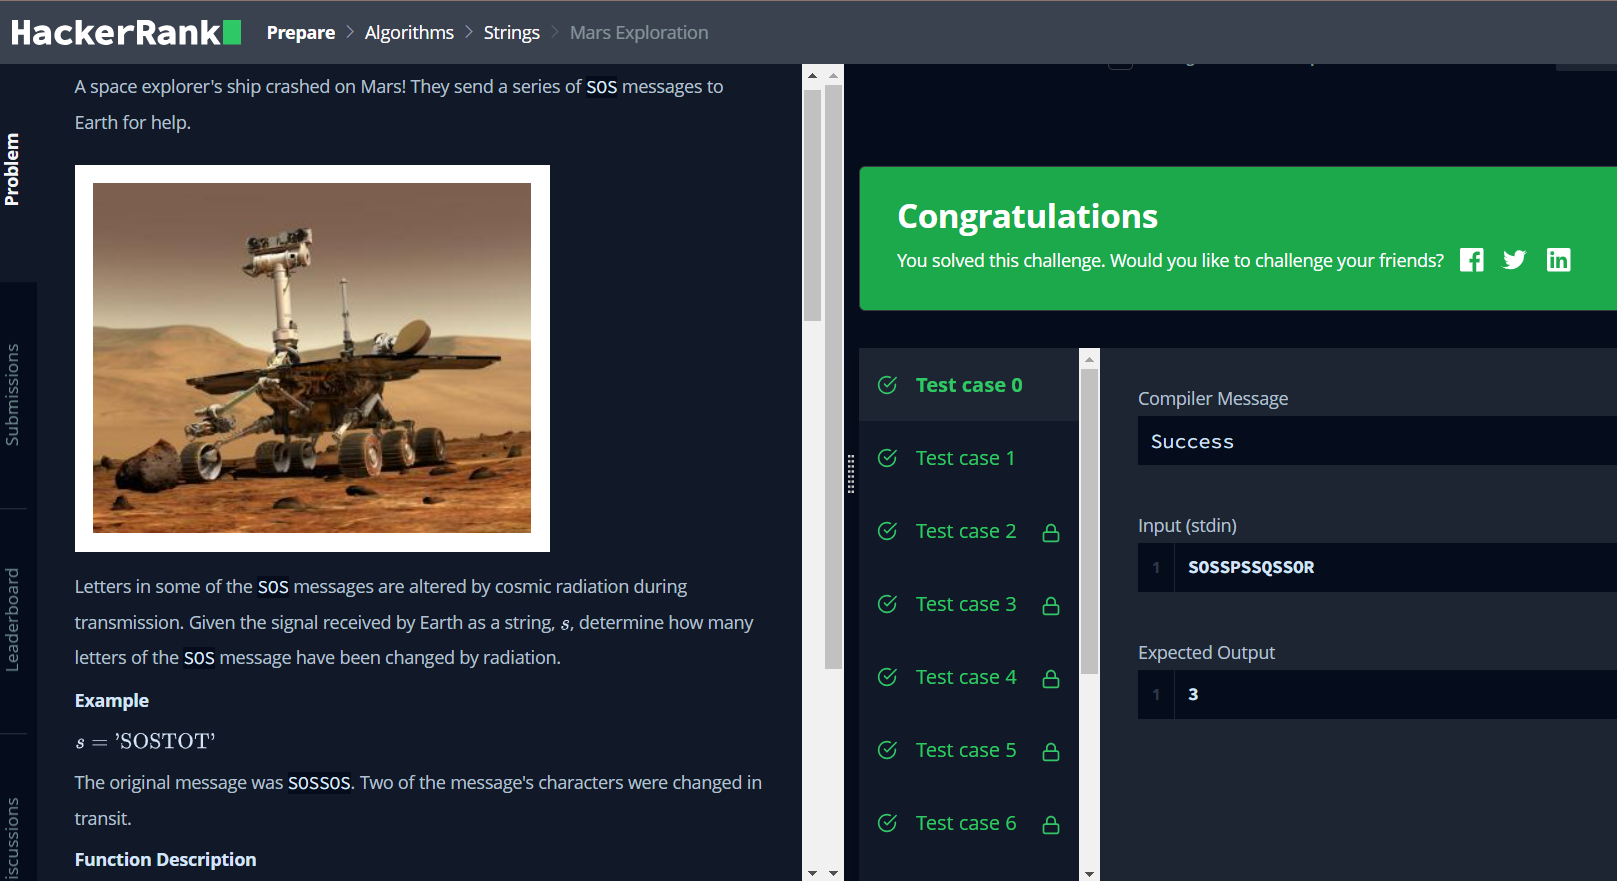 HackerRank
Prepare > Algorithms > Strings > Mars Exploration
Problem
Submissions
Leaderboard
A space explorer's ship crashed on Mars! They send a series of SOS messages to
Earth for help.
Letters in some of the SOS messages are altered by cosmic radiation during
transmission. Given the signal received by Earth as a string, s, determine how many
letters of the SOS message have been changed by radiation.
Example
s = 'SOSTOT'
The original message was SOSSOS. Two of the message's characters were changed in
transit.
Function Description
Congratulations
You solved this challenge. Would you like to challenge your friends?
Test case 0
Test case 1
Test case 2
Test case 3
Test case 4
Test case 5
Test case 6
Compiler Message
Success
Input (stdin)
1 SOSSPSSQSSOR
Expected Output
1 3